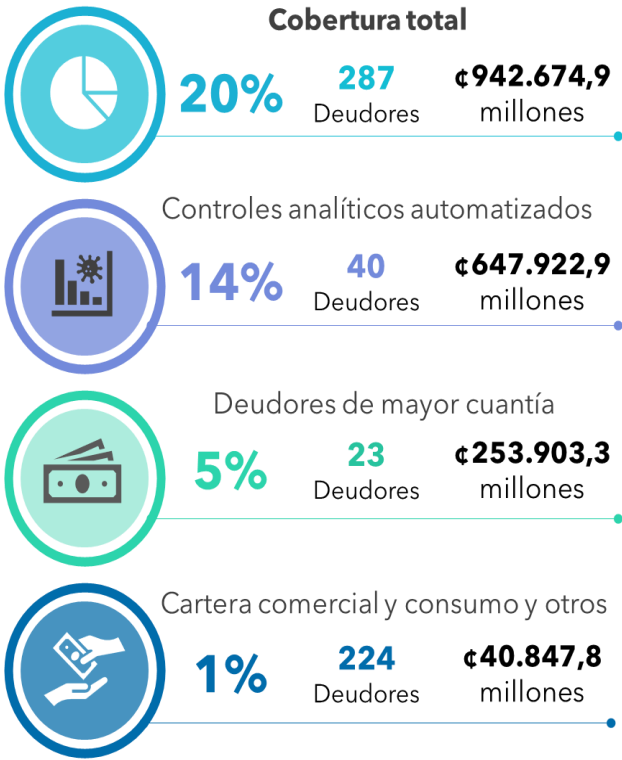 Cobertura total
20% 287 ¢942.674,9
Deudores millones
Controles analíticos automatizados
14% 40 ¢647.922,9
Deudores millones
Deudores de mayor cuantía
5% 23 ¢253.903,3
Deudores millones
Cartera comercial y consumo y otros
1% 224 ¢40.847,8
Deudores millones